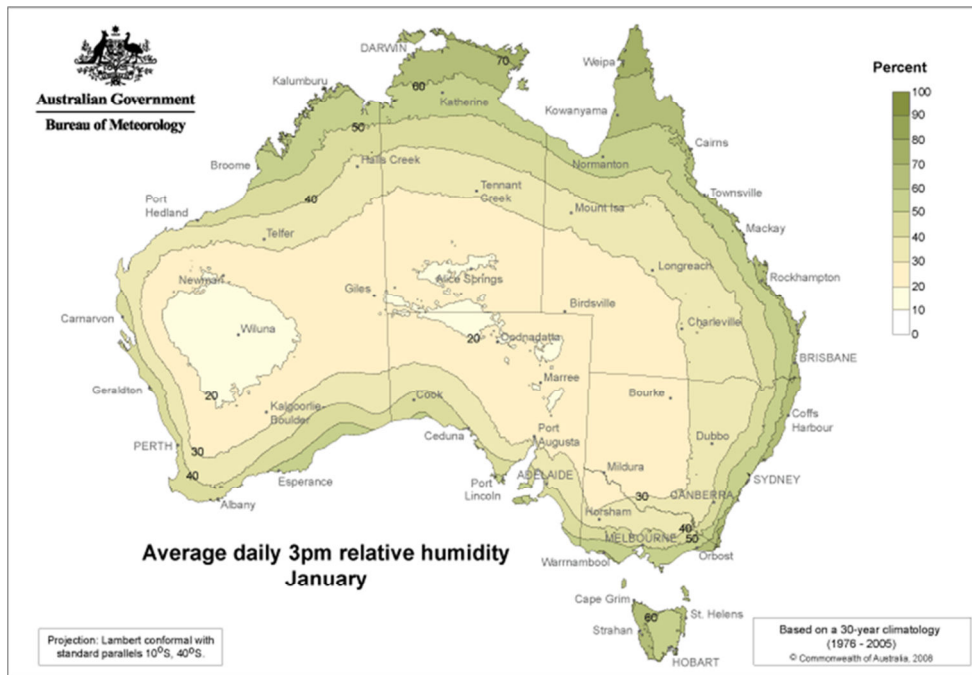 Australian Government
Bureau of Meteorology
DARWIN
70
Weipa
Percent
Kalumburu
60
Katherine
Kowanyama
100
90
80
70
60
50
40
30
20
10
0
50
Broome
Halls Creek
Normanton
Cairns
Port
Hedland
40
Tennant
Creek
Mount Isa
Townsville
Mackay
Telfer
Newman
Alice Springs
Longreach
Rockhampton
Giles
Birdsville
Carnarvon
Wiluna
20
Oodnadatta
Charleville
BRISBANE
Geraldton
20
Marree
Bourke
Kalgoorlie-
Boulder
Cook
Coffs
Harbour
PERTH
30
Ceduna
Port
Augusta
Dubbo
40
Esperance
Port
Lincoln
ADELAIDE
Mildura
SYDNEY
Albany
30
CANBERRA
Horsham
40
MELBOURNE
50
Orbost
Warrnambool
Average daily 3pm relative humidity
January
Cape Grim
60
St. Helens
Strahan
HOBART
Projection: Lambert conformal with
standard parallels 10°S, 40°S.
Based on a 30-year climatology
(1976 - 2005)
© Commonwealth of Australia, 2008